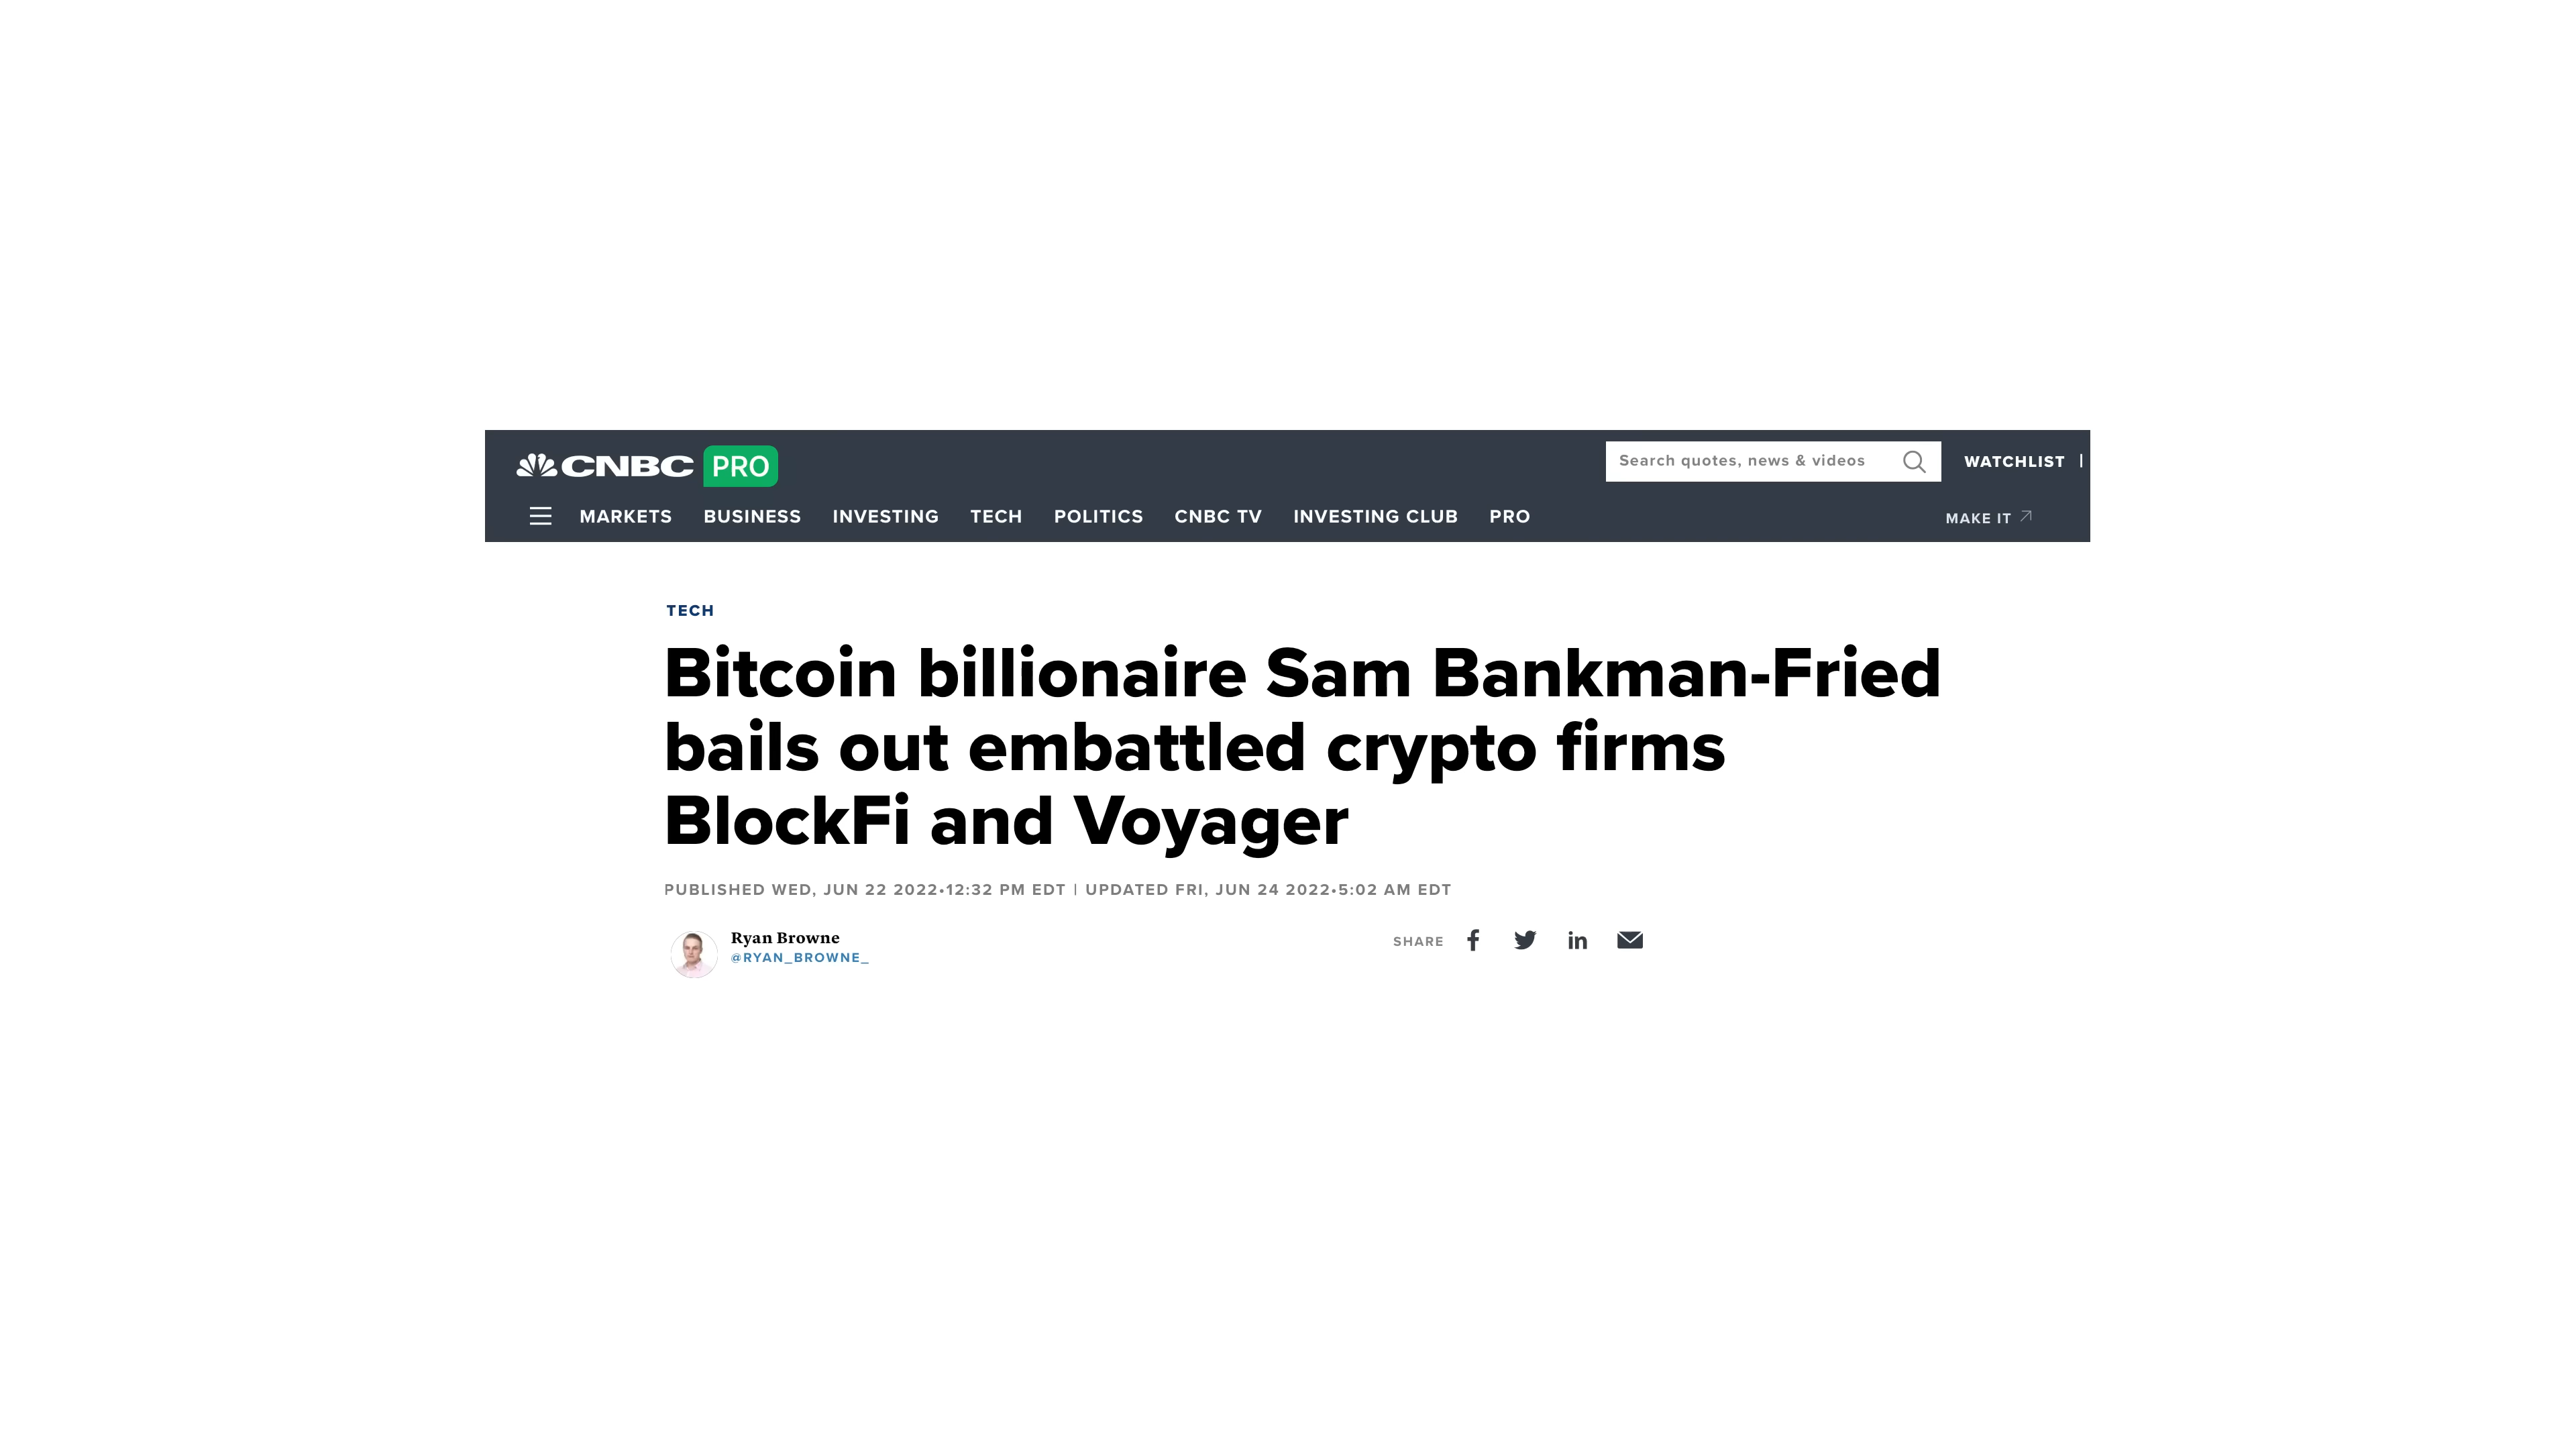 CNBC PRO
Search quotes, news & videos
WATCHLIST |
MARKETS BUSINESS INVESTING TECH POLITICS CNBC TV INVESTING CLUB PRO
MAKE IT
TECH
Bitcoin billionaire Sam Bankman-Fried
bails out embattled crypto firms
BlockFi and Voyager
PUBLISHED WED, JUN 22 2022•12:32 PM EDT | UPDATED FRI, JUN 24 2022•5:02 AM EDT
Ryan Browne
@RYAN_BROWNE_
SHARE